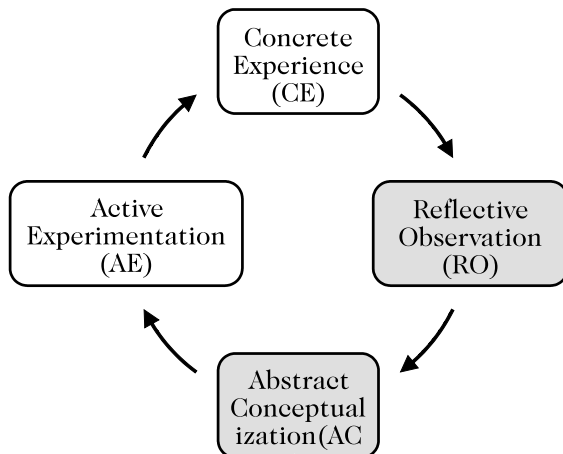 Concrete
Experience
(CE)
Active
Experimentation
(AE)
Reflective
Observation
(RO)
Abstract
Conceptual
ization(AC